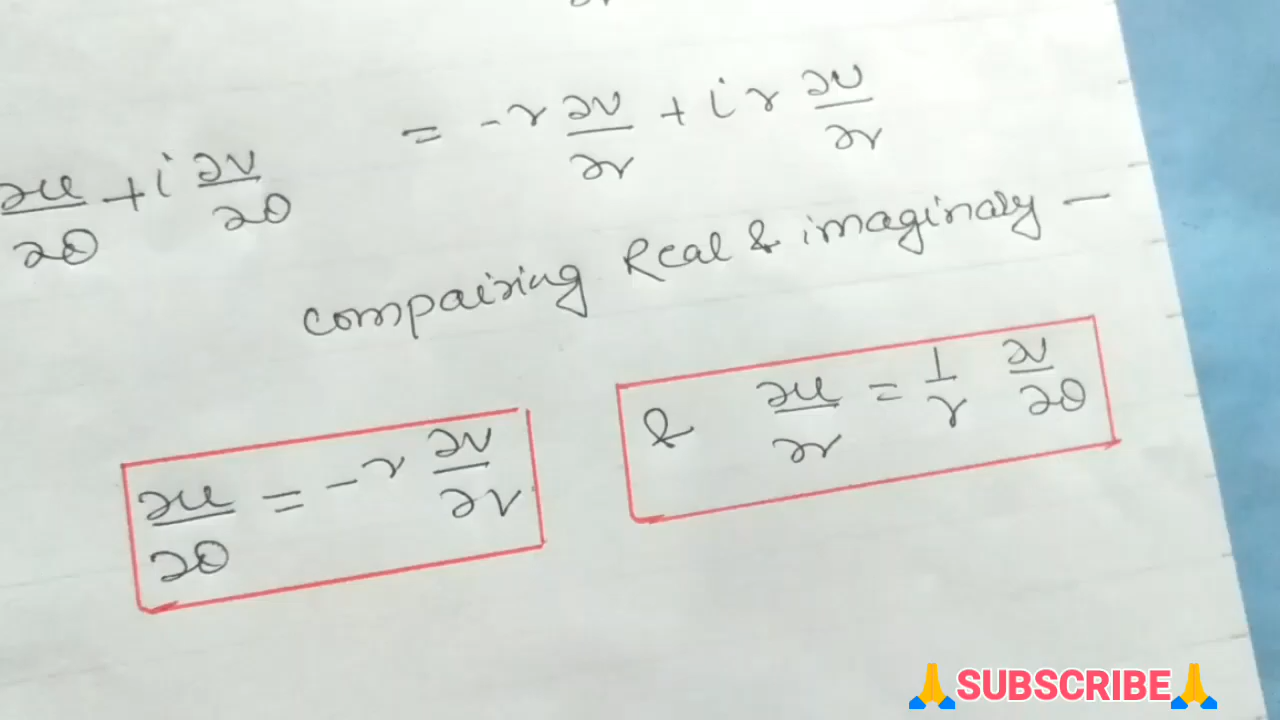 ∂u/∂θ + i ∂v/∂θ = -r ∂v/∂r + i r ∂u/∂r
compairing Real & imaginary —
∂u/∂θ = -r ∂v/∂r & ∂u/∂r = 1/r ∂v/∂θ
🙏SUBSCRIBE🙏